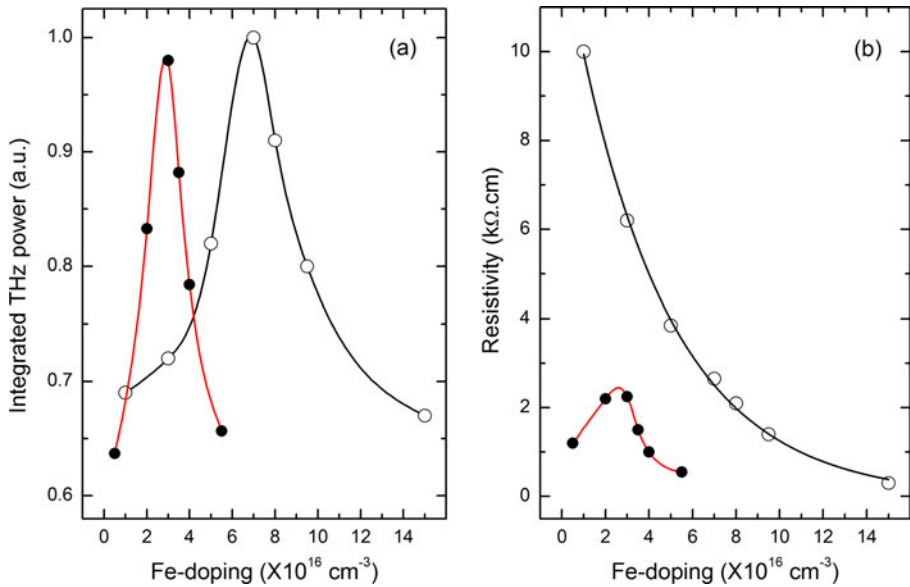 (a)
Integrated THz power (a.u.)
1.0
0.9
0.8
0.7
0.6
0 2 4 6 8 10 12 14
Fe-doping (X10¹⁶ cm⁻³)
(b)
Resistivity (kΩ.cm)
10
8
6
4
2
0
0 2 4 6 8 10 12 14
Fe-doping (X10¹⁶ cm⁻³)